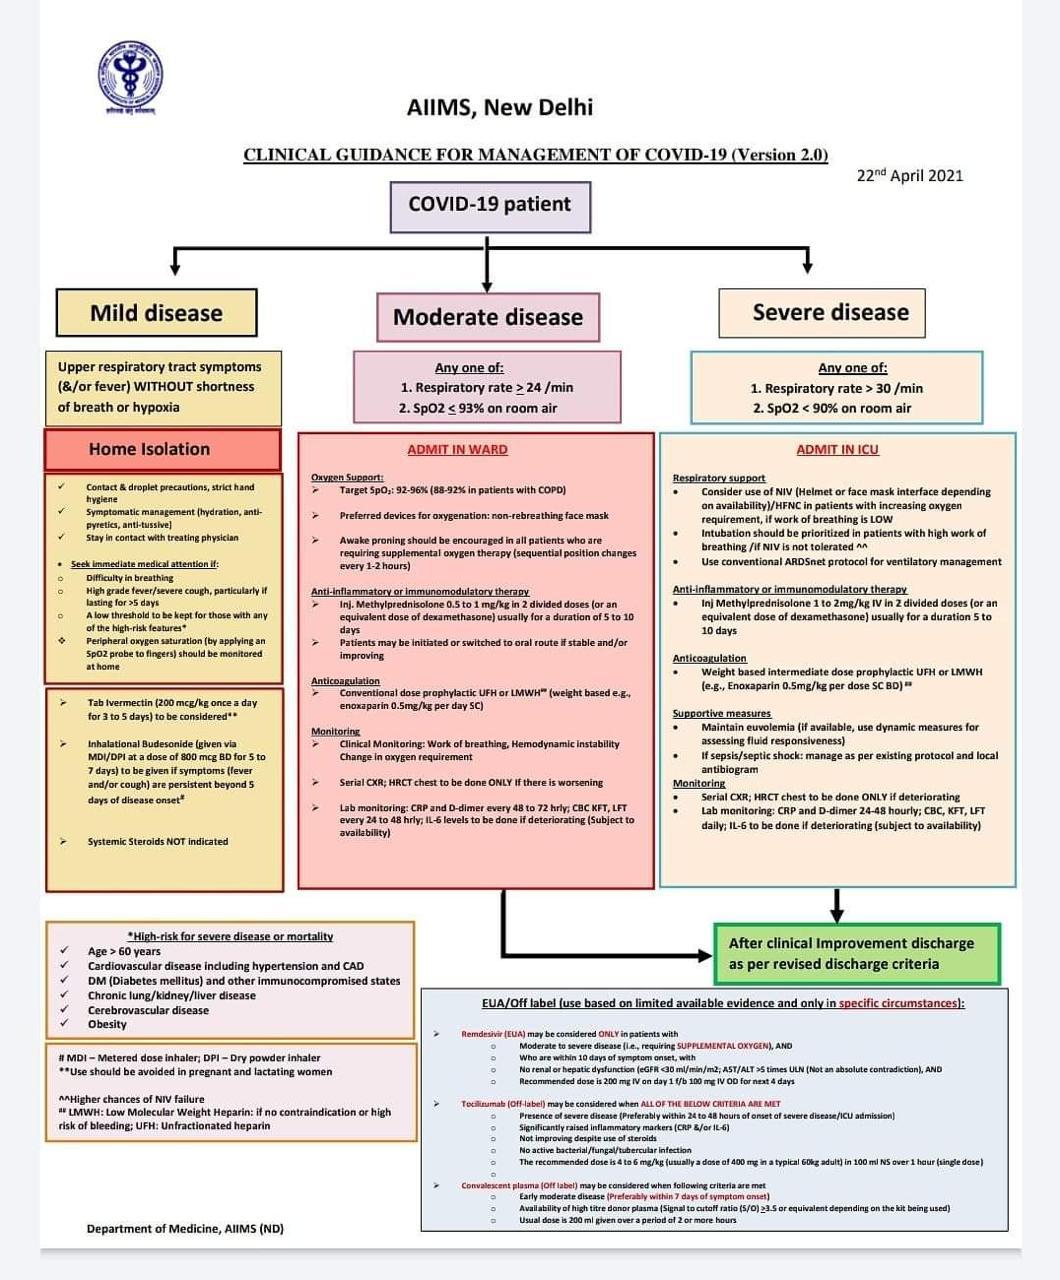 AIIMS, New Delhi
CLINICAL GUIDANCE FOR MANAGEMENT OF COVID-19 (Version 2.0)
22nd April 2021
COVID-19 patient
Mild disease
Upper respiratory tract symptoms
(&/or fever) WITHOUT shortness
of breath or hypoxia
Home Isolation
✓ Contact & droplet precautions, strict hand
hygiene
✓ Symptomatic management (hydration, anti-
pyretics, anti-tussive)
✓ Stay in contact with treating physician
• Seek immediate medical attention if:
o Difficulty in breathing
o High grade fever/severe cough, particularly if
lasting for >5 days
o A low threshold to be kept for those with any
of the high-risk features*
❖ Peripheral oxygen saturation (by applying an
SpO2 probe to fingers) should be monitored
at home
➢ Tab Ivermectin (200 mcg/kg once a day
for 3 to 5 days) to be considered**
➢ Inhalational Budesonide (given via
MDI/DPI at a dose of 800 mcg BD for 5 to
7 days) to be given if symptoms (fever
and/or cough) are persistent beyond 5
days of disease onset#
➢ Systemic Steroids NOT indicated
Moderate disease
Any one of:
1. Respiratory rate ≥ 24 /min
2. SpO2 ≤ 93% on room air
ADMIT IN WARD
Oxygen Support:
➢ Target SpO₂: 92-96% (88-92% in patients with COPD)
➢ Preferred devices for oxygenation: non-rebreathing face mask
➢ Awake proning should be encouraged in all patients who are
requiring supplemental oxygen therapy (sequential position changes
every 1-2 hours)
Anti-inflammatory or immunomodulatory therapy
➢ Inj. Methylprednisolone 0.5 to 1 mg/kg in 2 divided doses (or an
equivalent dose of dexamethasone) usually for a duration of 5 to 10
days
➢ Patients may be initiated or switched to oral route if stable and/or
improving
Anticoagulation
➢ Conventional dose prophylactic UFH or LMWH## (weight based e.g.,
enoxaparin 0.5mg/kg per day SC)
Monitoring
➢ Clinical Monitoring: Work of breathing, Hemodynamic instability
Change in oxygen requirement
➢ Serial CXR; HRCT chest to be done ONLY If there is worsening
➢ Lab monitoring: CRP and D-dimer every 48 to 72 hrly; CBC KFT, LFT
every 24 to 48 hrly; IL-6 levels to be done if deteriorating (Subject to
availability)
Severe disease
Any one of:
1. Respiratory rate > 30 /min
2. SpO2 < 90% on room air
ADMIT IN ICU
Respiratory support
• Consider use of NIV (Helmet or face mask interface depending
on availability)/HFNC in patients with increasing oxygen
requirement, if work of breathing is LOW
• Intubation should be prioritized in patients with high work of
breathing /if NIV is not tolerated ^^
• Use conventional ARDSnet protocol for ventilatory management
Anti-inflammatory or immunomodulatory therapy
• Inj Methylprednisolone 1 to 2mg/kg IV in 2 divided doses (or an
equivalent dose of dexamethasone) usually for a duration 5 to
10 days
Anticoagulation
• Weight based intermediate dose prophylactic UFH or LMWH
(e.g., Enoxaparin 0.5mg/kg per dose SC BD) ##
Supportive measures
• Maintain euvolemia (if available, use dynamic measures for
assessing fluid responsiveness)
• If sepsis/septic shock: manage as per existing protocol and local
antibiogram
Monitoring
• Serial CXR; HRCT chest to be done ONLY if deteriorating
• Lab monitoring: CRP and D-dimer 24-48 hourly; CBC, KFT, LFT
daily; IL-6 to be done if deteriorating (subject to availability)
After clinical Improvement discharge
as per revised discharge criteria
*High-risk for severe disease or mortality
✓ Age > 60 years
✓ Cardiovascular disease including hypertension and CAD
✓ DM (Diabetes mellitus) and other immunocompromised states
✓ Chronic lung/kidney/liver disease
✓ Cerebrovascular disease
✓ Obesity
# MDI – Metered dose inhaler; DPI – Dry powder inhaler
**Use should be avoided in pregnant and lactating women
^^Higher chances of NIV failure
## LMWH: Low Molecular Weight Heparin: if no contraindication or high
risk of bleeding; UFH: Unfractionated heparin
EUA/Off label (use based on limited available evidence and only in specific circumstances):
➢ Remdesivir (EUA) may be considered ONLY in patients with
o Moderate to severe disease (i.e., requiring SUPPLEMENTAL OXYGEN), AND
o Who are within 10 days of symptom onset, with
o No renal or hepatic dysfunction (eGFR <30 ml/min/m2; AST/ALT >5 times ULN (Not an absolute contradiction), AND
o Recommended dose is 200 mg IV on day 1 f/b 100 mg IV OD for next 4 days
➢ Tocilizumab (Off-label) may be considered when ALL OF THE BELOW CRITERIA ARE MET
o Presence of severe disease (Preferably within 24 to 48 hours of onset of severe disease/ICU admission)
o Significantly raised inflammatory markers (CRP &/or IL-6)
o Not improving despite use of steroids
o No active bacterial/fungal/tubercular infection
o The recommended dose is 4 to 6 mg/kg (usually a dose of 400 mg in a typical 60kg adult) in 100 ml NS over 1 hour (single dose)
o
➢ Convalescent plasma (Off label) may be considered when following criteria are met
o Early moderate disease (Preferably within 7 days of symptom onset)
o Availability of high titre donor plasma (Signal to cutoff ratio (S/O) ≥3.5 or equivalent depending on the kit being used)
o Usual dose is 200 ml given over a period of 2 or more hours
Department of Medicine, AIIMS (ND)